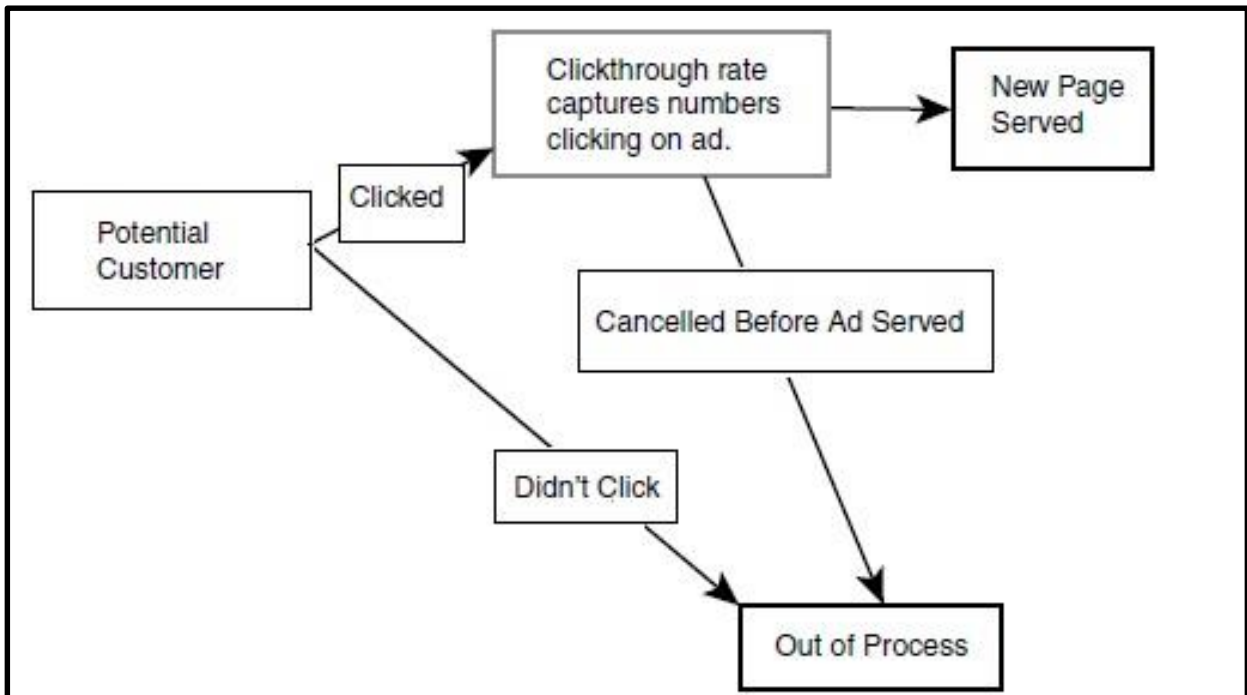 Clickthrough rate
captures numbers
clicking on ad.
New Page
Served
Clicked
Potential
Customer
Cancelled Before Ad Served
Didn't Click
Out of Process